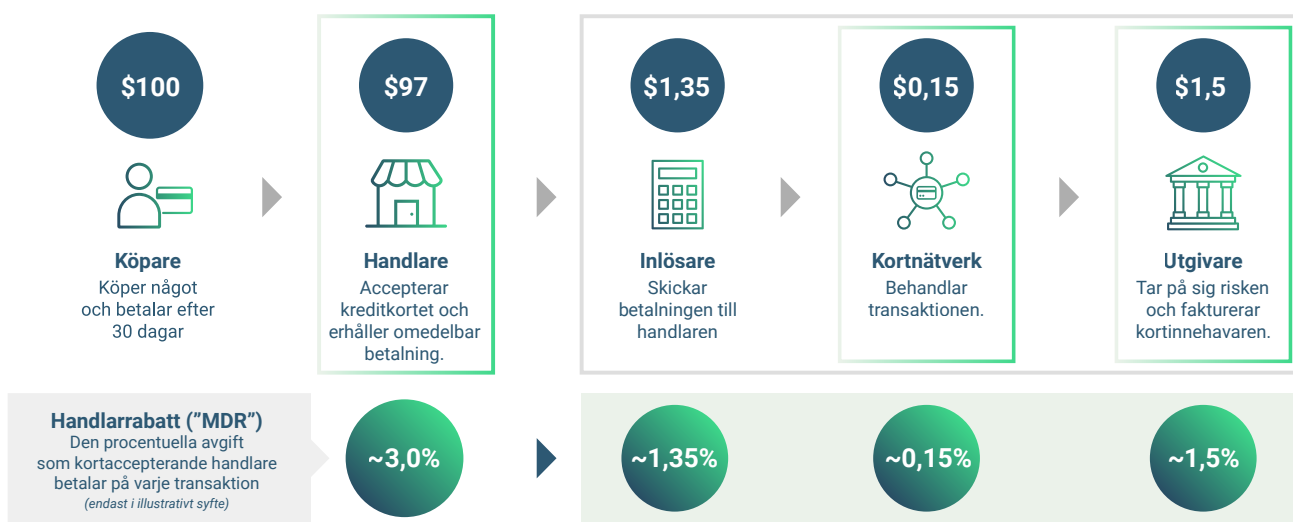 $100
Köpare
Köper något
och betalar efter
30 dagar
$97
Handlare
Accepterar
kreditkortet och
erhåller omedelbar
betalning.
$1,35
Inlösare
Skickar
betalningen till
handlaren
$0,15
Kortnätverk
Behandlar
transaktionen.
$1,5
Utgivare
Tar på sig risken
och fakturerar
kortinnehavaren.
Handlarrabatt (”MDR”)
Den procentuella avgift
som kortaccepterande handlare
betalar på varje transaktion
(endast i illustrativt syfte)
~3,0%
~1,35%
~0,15%
~1,5%